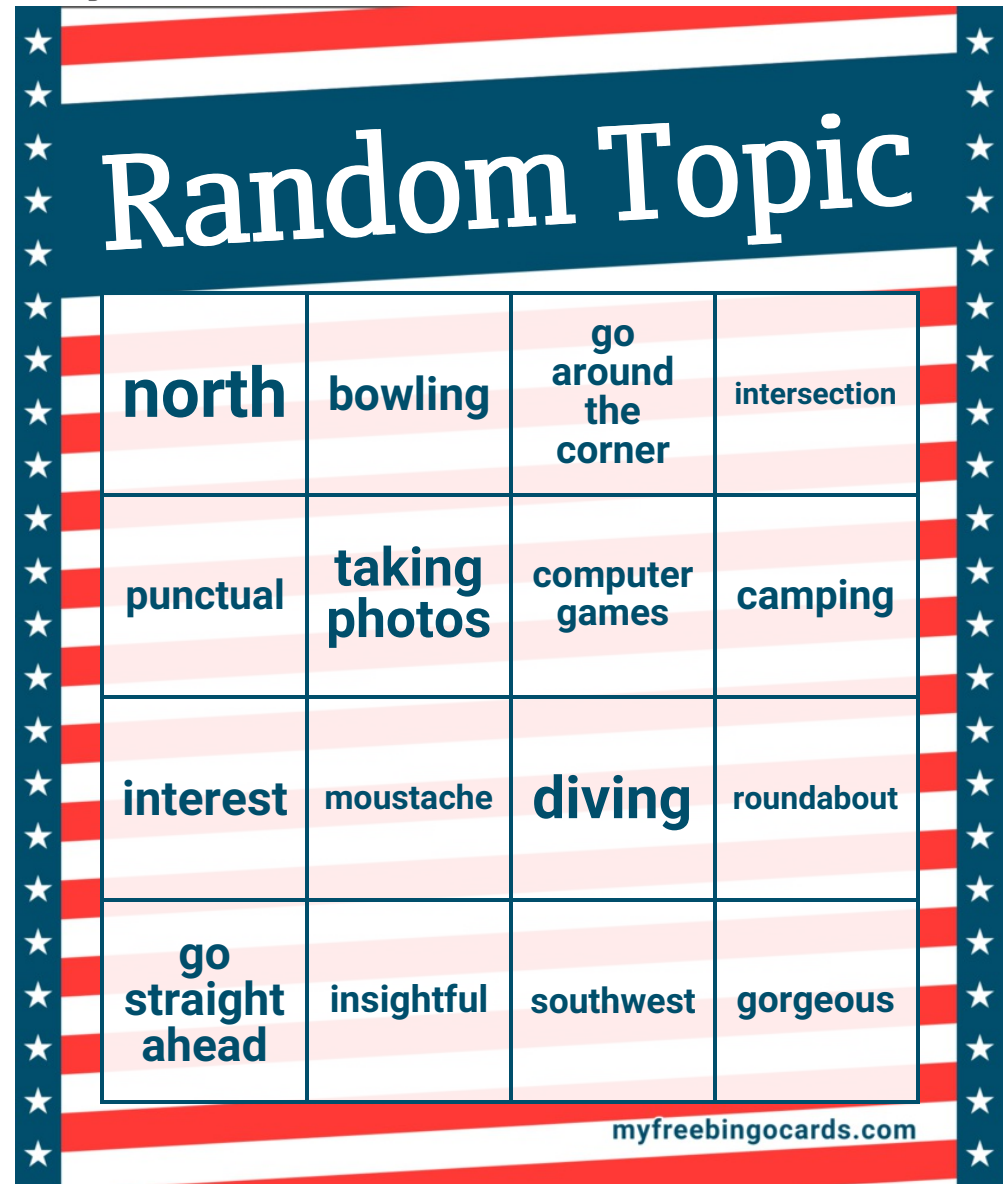 Random Topic
north
bowling
go
around
the
corner
intersection
punctual
taking
photos
computer
games
camping
interest
moustache
diving
roundabout
go
straight
ahead
insightful
southwest
gorgeous
myfreebingocards.com